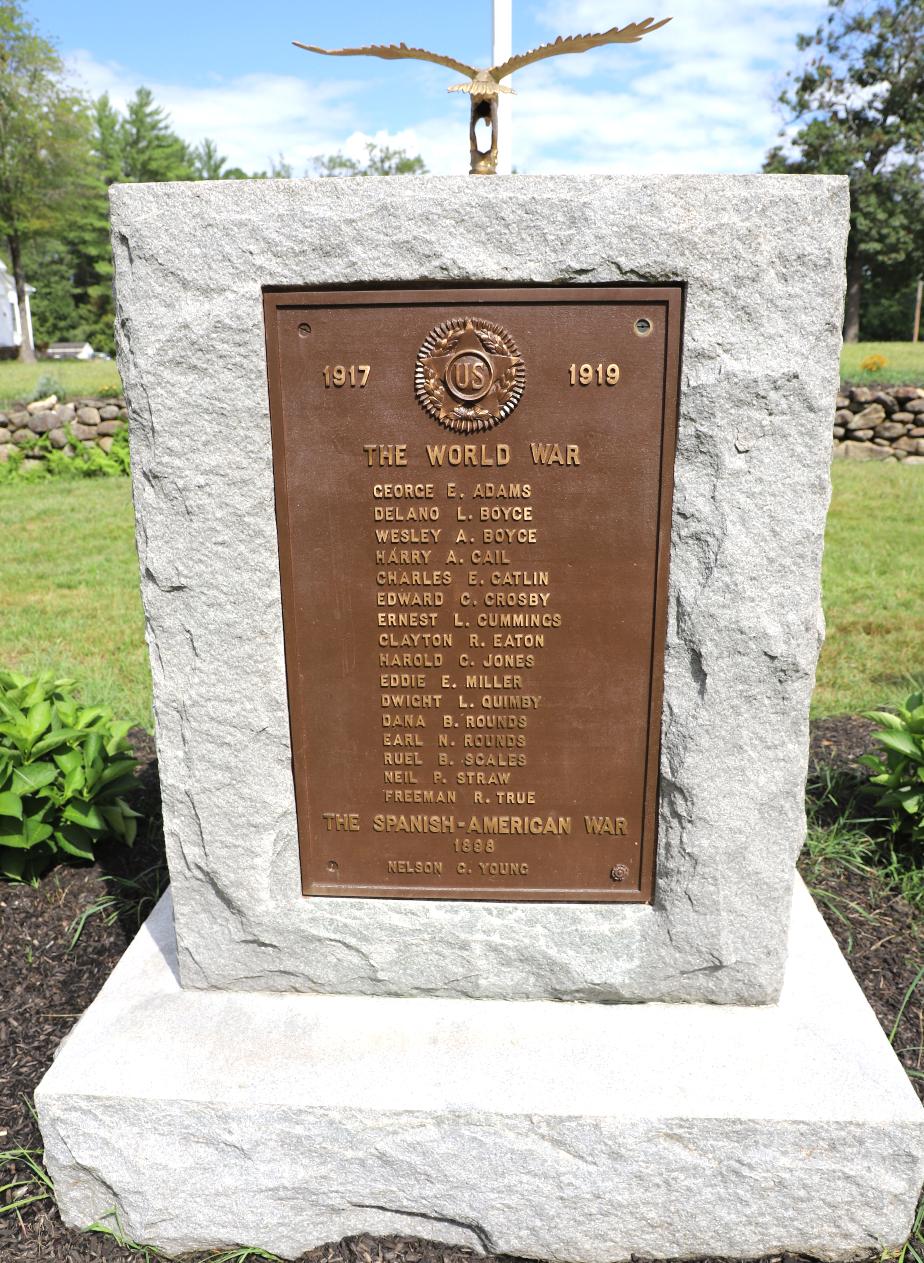 1917 US 1919
THE WORLD WAR
GEORGE E. ADAMS
DELANO L. BOYCE
WESLEY A. BOYCE
HARRY A. CAIL
CHARLES E. CATLIN
EDWARD C. CROSBY
ERNEST L. CUMMINGS
CLAYTON R. EATON
HAROLD C. JONES
EDDIE E. MILLER
DWIGHT L. QUIMBY
DANA B. ROUNDS
EARL N. ROUNDS
RUEL B. SCALES
NEIL P. STRAW
FREEMAN R. TRUE
THE SPANISH-AMERICAN WAR
1898
NELSON C. YOUNG